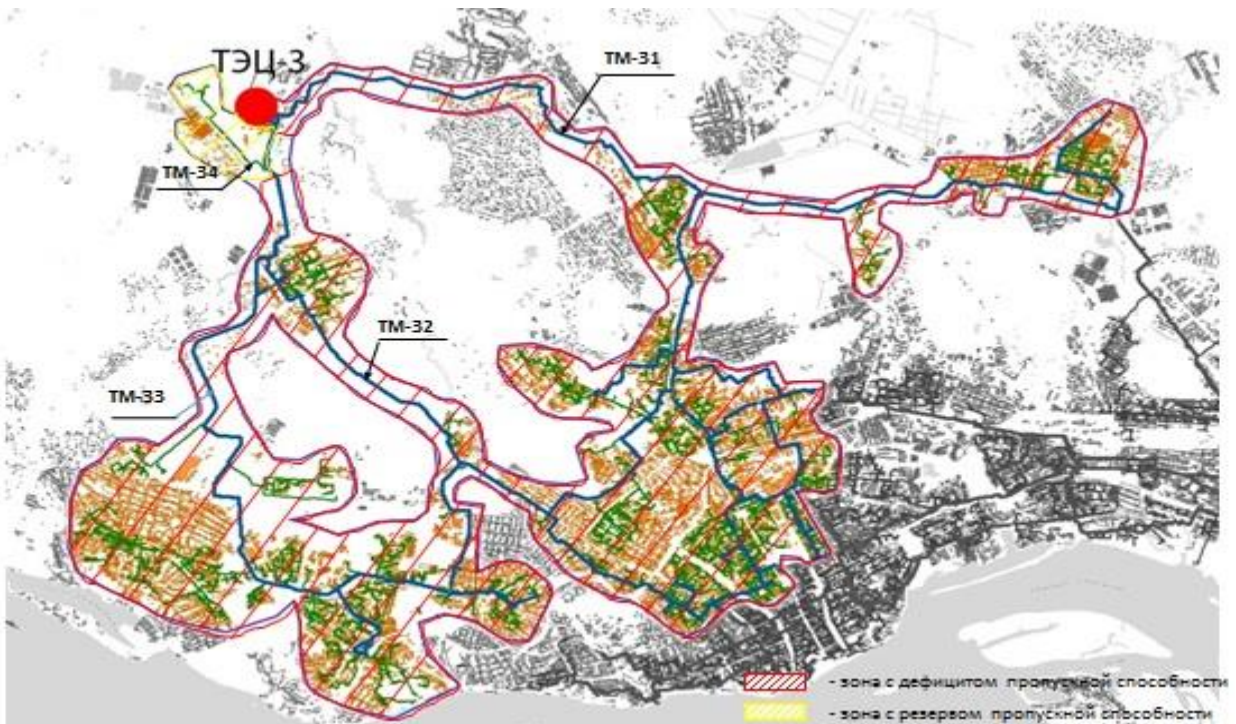 ТЭЦ-3
ТМ-31
ТМ-34
ТМ-32
ТМ-33
- зона с дефицитом пропускной способности
- зона с резервом пропускной способности